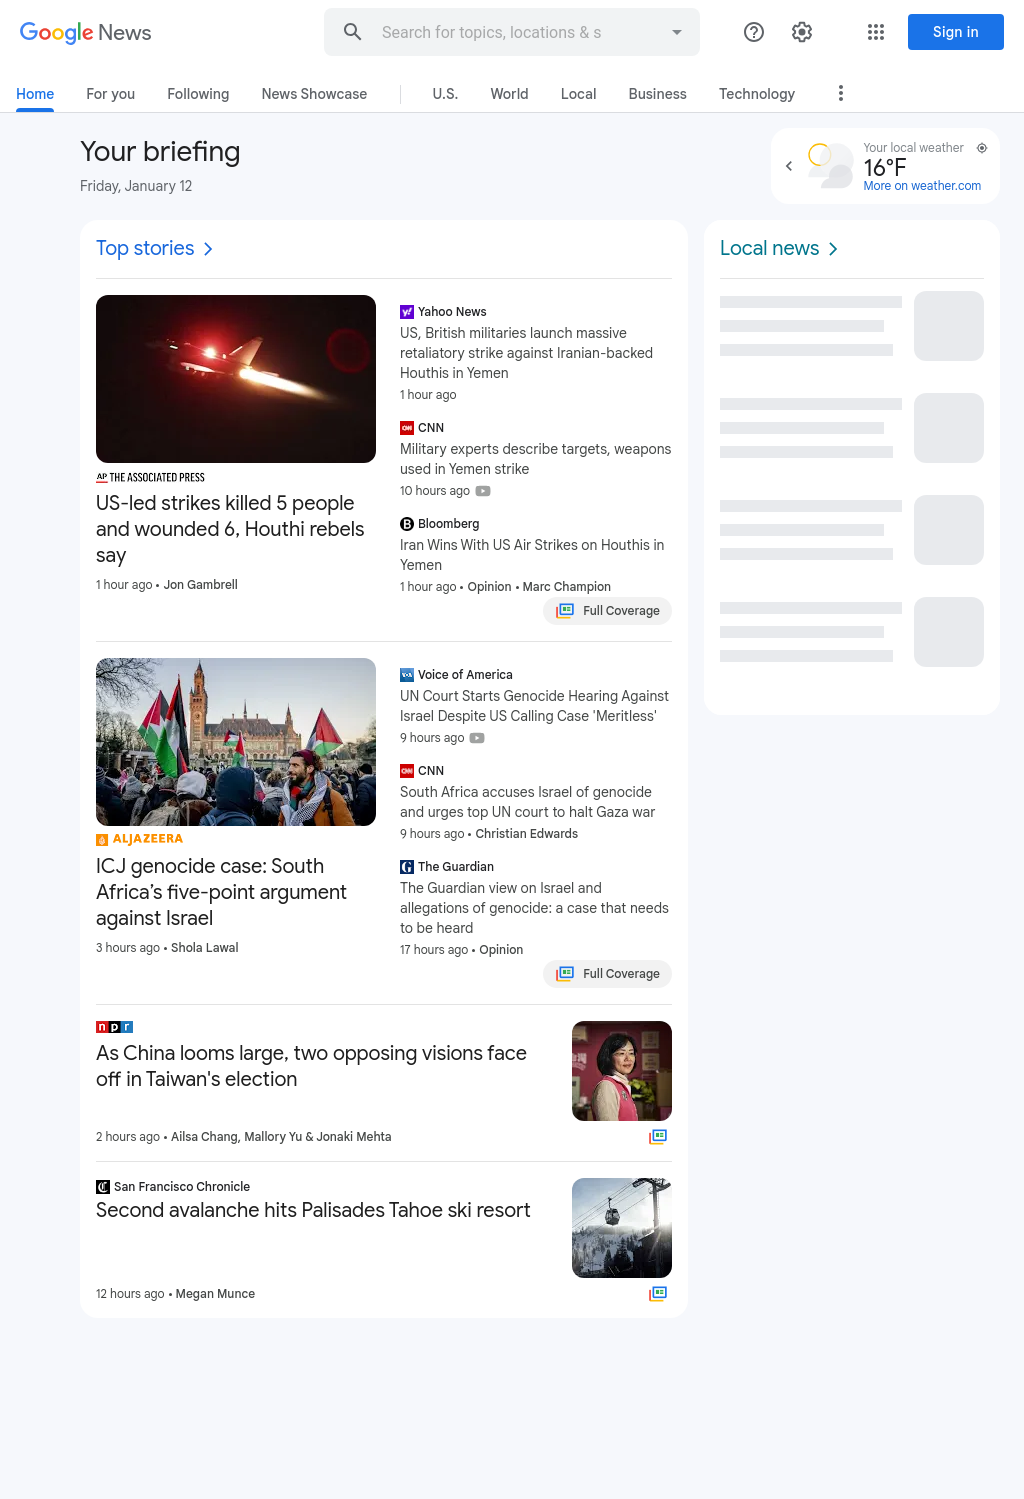 Google News
Search for topics, locations & s
Sign in
Home
For you
Following
News Showcase
U.S.
World
Local
Business
Technology
Your briefing
Friday, January 12
Your local weather
16°F
More on weather.com
Top stories
THE ASSOCIATED PRESS
AP
US-led strikes killed 5 people
and wounded 6, Houthi rebels
say
1 hour ago • Jon Gambrell
Yahoo News
US, British militaries launch massive
retaliatory strike against Iranian-backed
Houthis in Yemen
1 hour ago
CNN
Military experts describe targets, weapons
used in Yemen strike
10 hours ago
Bloomberg
Iran Wins With US Air Strikes on Houthis in
Yemen
1 hour ago • Opinion • Marc Champion
Full Coverage
ALJAZEERA
ICJ genocide case: South
Africa’s five-point argument
against Israel
3 hours ago • Shola Lawal
Voice of America
UN Court Starts Genocide Hearing Against
Israel Despite US Calling Case 'Meritless'
9 hours ago
CNN
South Africa accuses Israel of genocide
and urges top UN court to halt Gaza war
9 hours ago • Christian Edwards
The Guardian
The Guardian view on Israel and
allegations of genocide: a case that needs
to be heard
17 hours ago • Opinion
Full Coverage
npr
As China looms large, two opposing visions face
off in Taiwan's election
2 hours ago • Ailsa Chang, Mallory Yu & Jonaki Mehta
San Francisco Chronicle
Second avalanche hits Palisades Tahoe ski resort
12 hours ago • Megan Munce
Local news